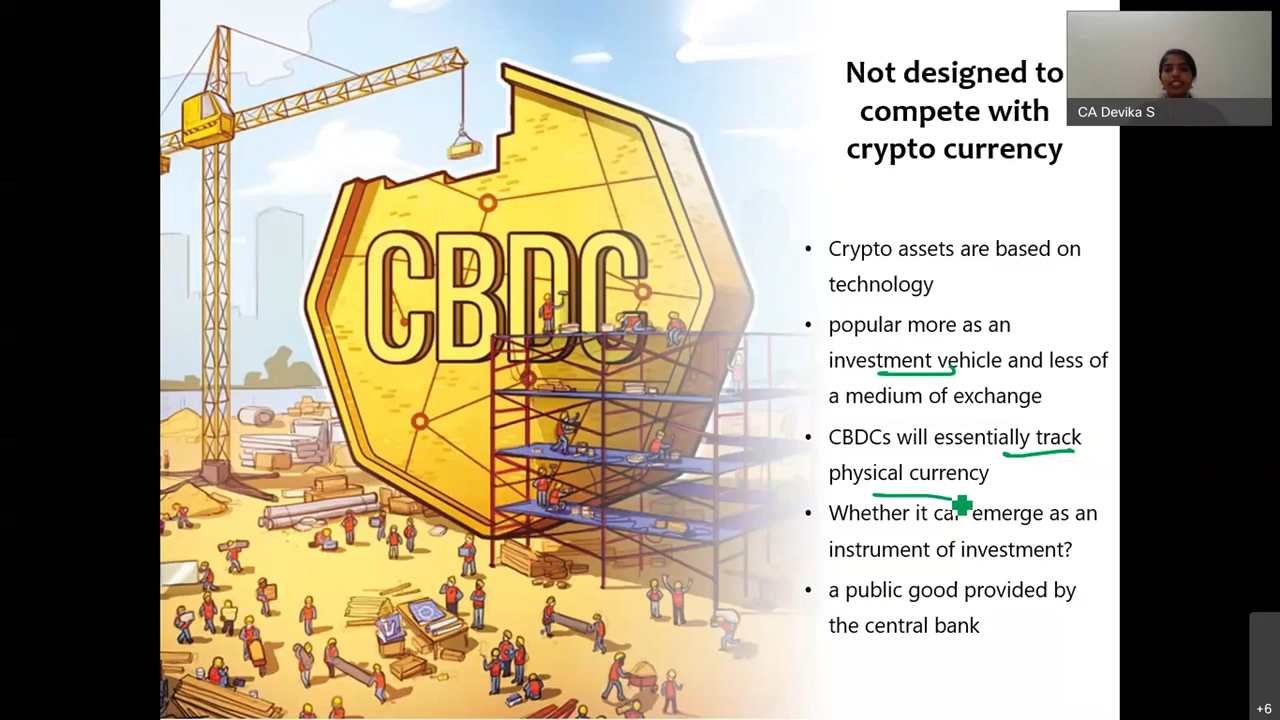 CBDC
Not designed to
compete with
crypto currency
CA Devika S
• Crypto assets are based on
technology
• popular more as an
investment vehicle and less of
a medium of exchange
• CBDCs will essentially track
physical currency
• Whether it can emerge as an
instrument of investment?
• a public good provided by
the central bank
+6